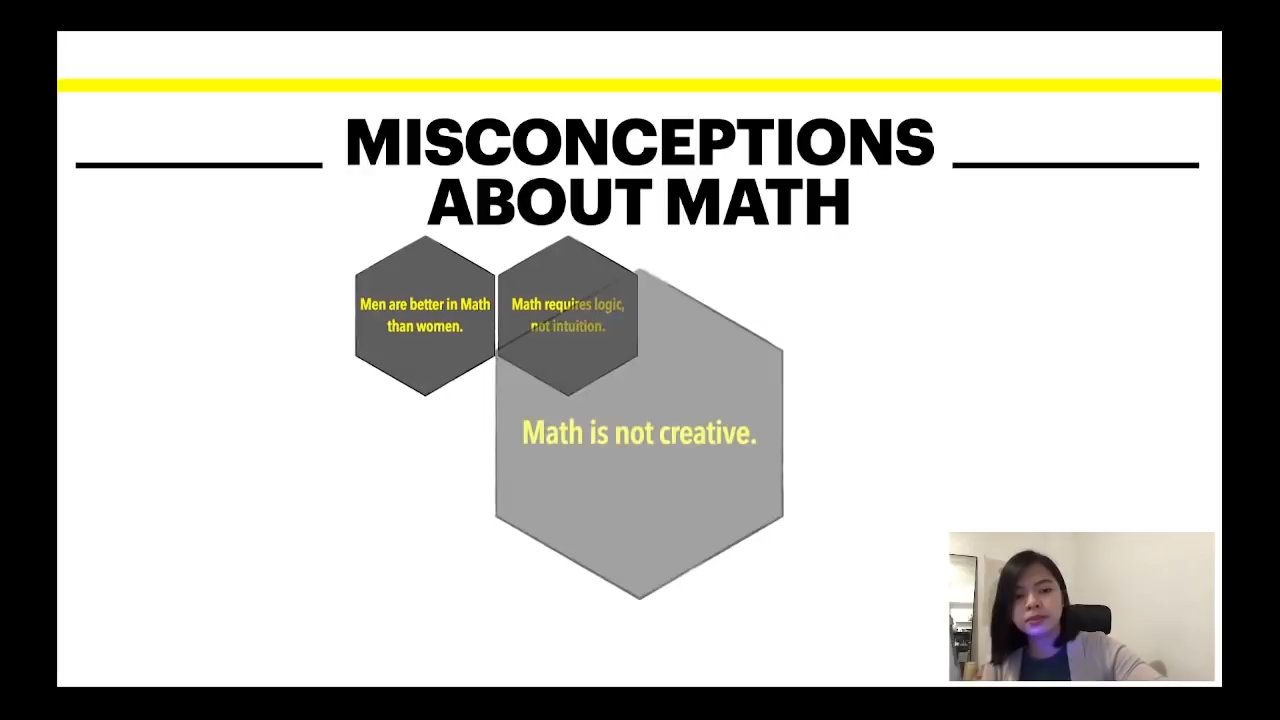 MISCONCEPTIONS
ABOUT MATH
Men are better in Math
than women.
Math requires logic,
not intuition.
Math is not creative.